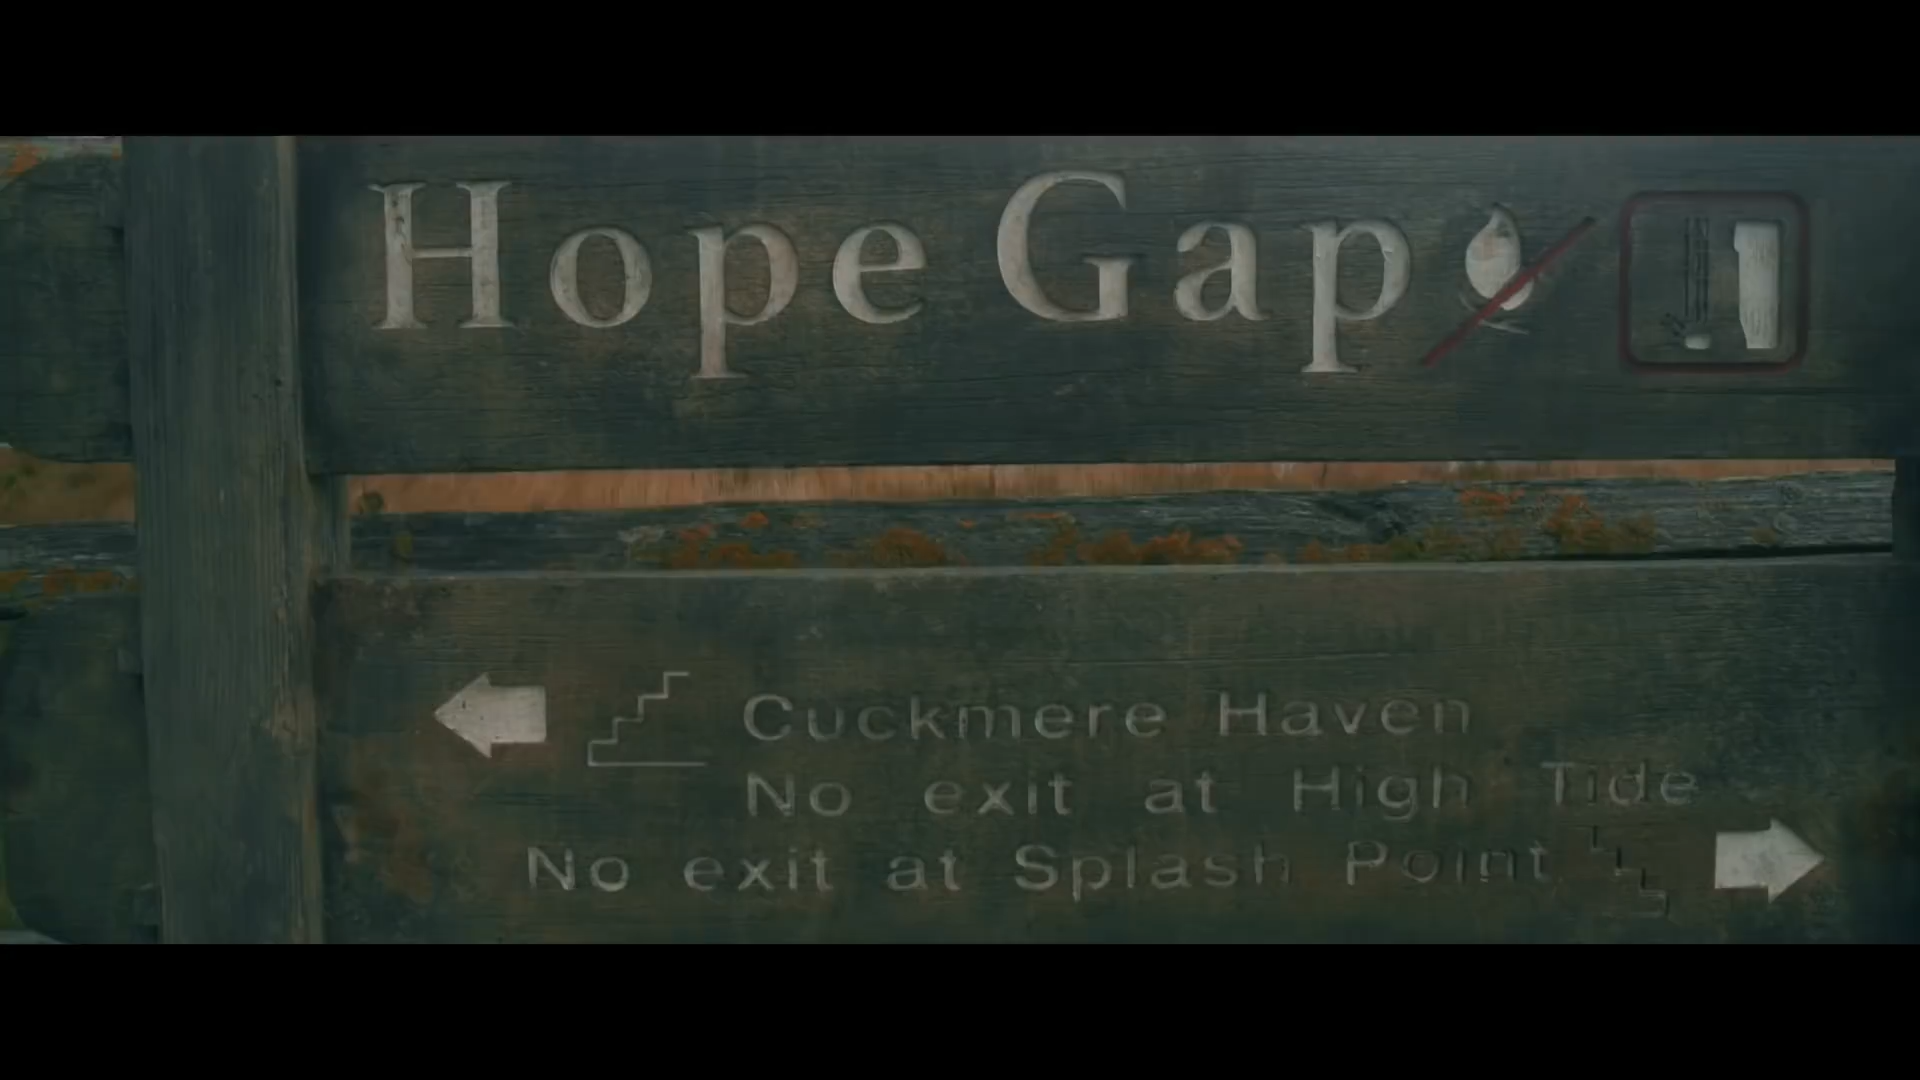 Hope Gap
Cuckmere Haven
No exit at High Tide
No exit at Splash Point